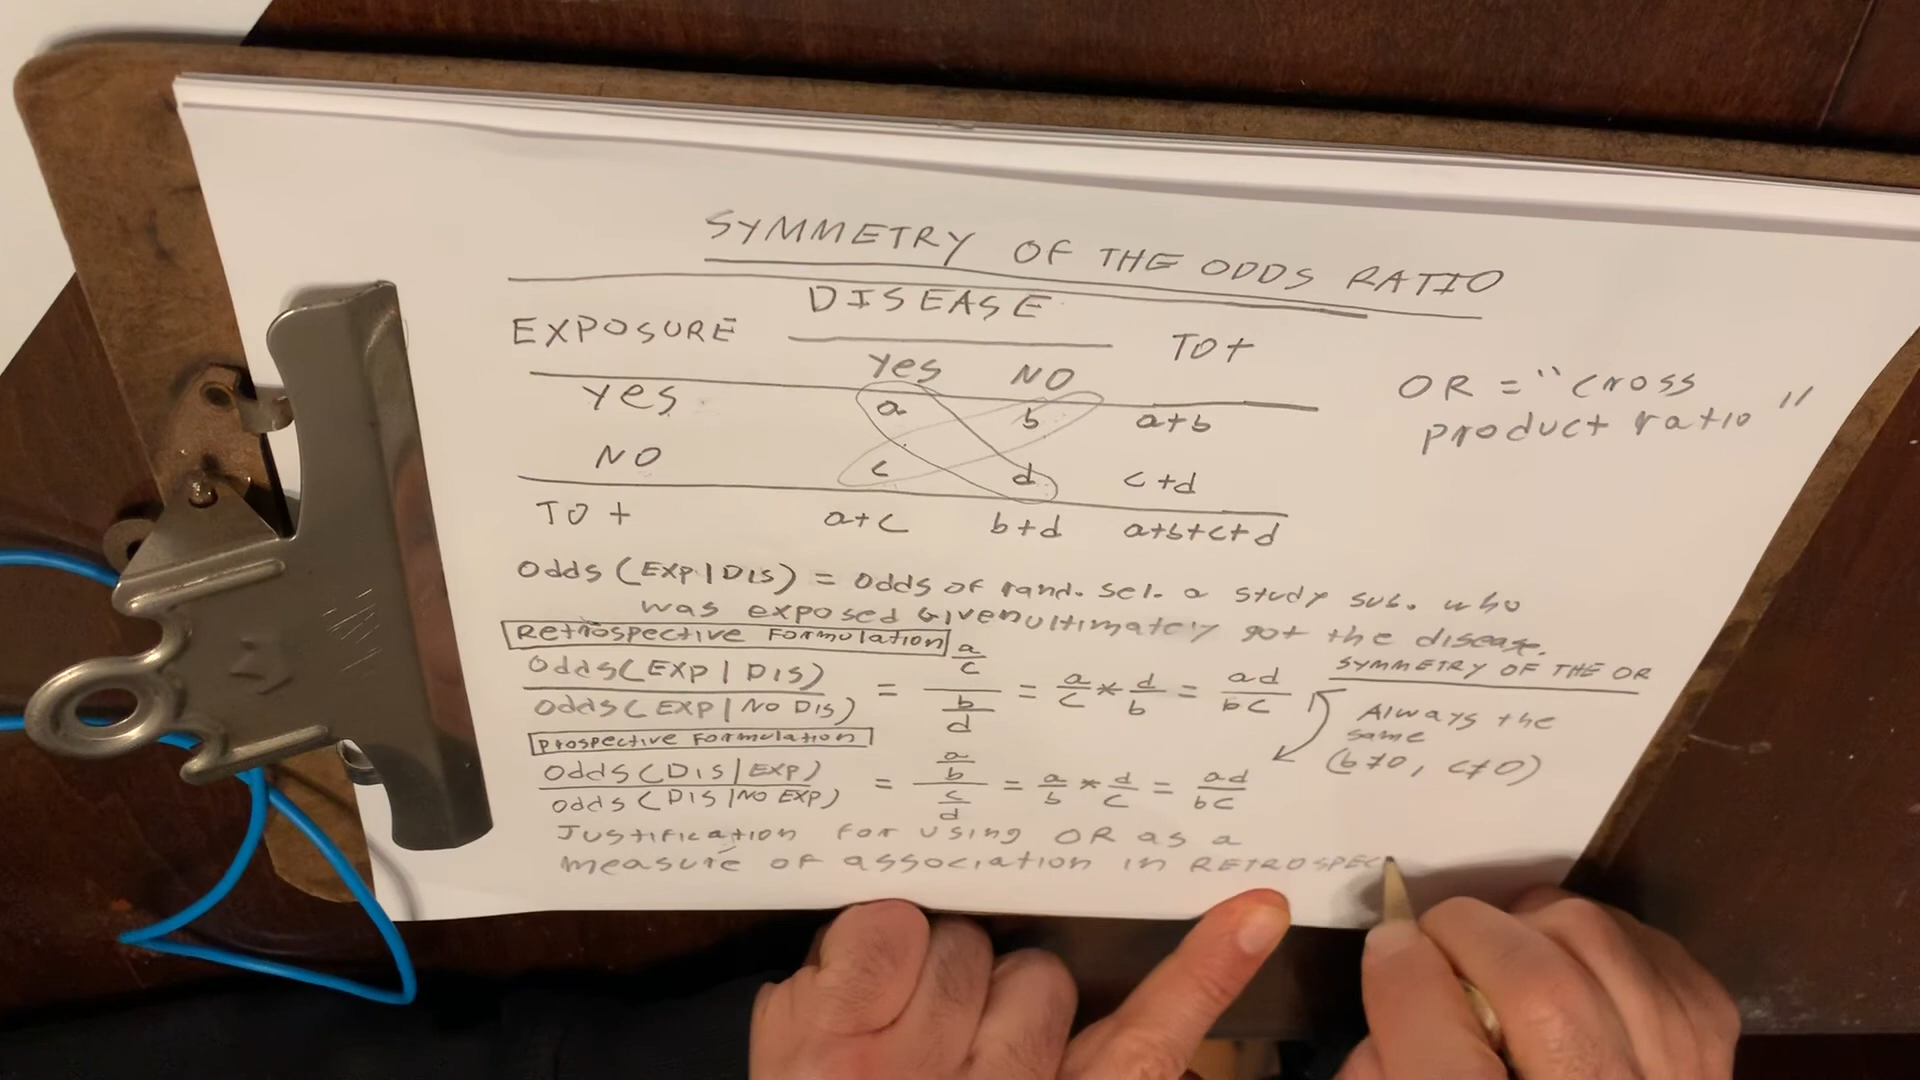 SYMMETRY OF THE ODDS RATIO
DISEASE
EXPOSURE TOT
Yes NO
Yes a b a+b
NO c d c+d
TOT a+c b+d a+b+c+d
OR = "cross
product ratio"
Odds (EXP|DIS) = Odds of rand. sel. a study sub. who
was exposed Given ultimately got the disease.
Retrospective Formulation
Odds(EXP|DIS) / Odds(EXP|NO DIS) = a/c / b/d = a/c * d/b = ad/bc
SYMMETRY OF THE OR
Always the
same
(b≠0, c≠0)
Prospective Formulation
Odds(DIS|EXP) / Odds(DIS|NO EXP) = a/b / c/d = a/b * d/c = ad/bc
Justification for using OR as a
measure of association in RETROSPEC